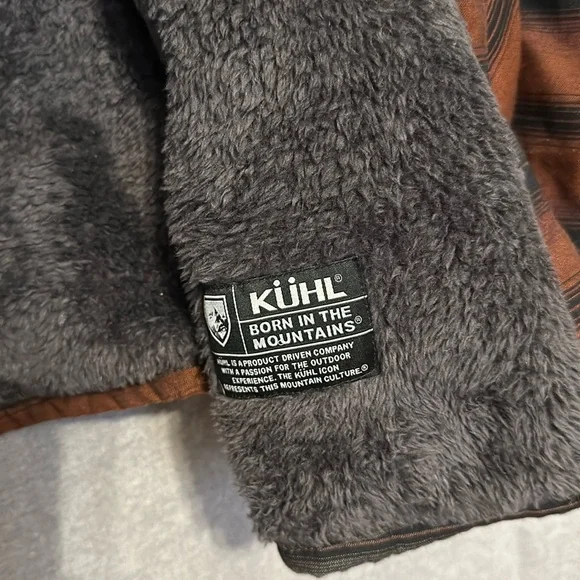 KÜHL®
BORN IN THE
MOUNTAINS®
KÜHL IS A PRODUCT DRIVEN COMPANY
WITH A PASSION FOR THE OUTDOOR
EXPERIENCE. THE KÜHL ICON
REPRESENTS THIS MOUNTAIN CULTURE.®